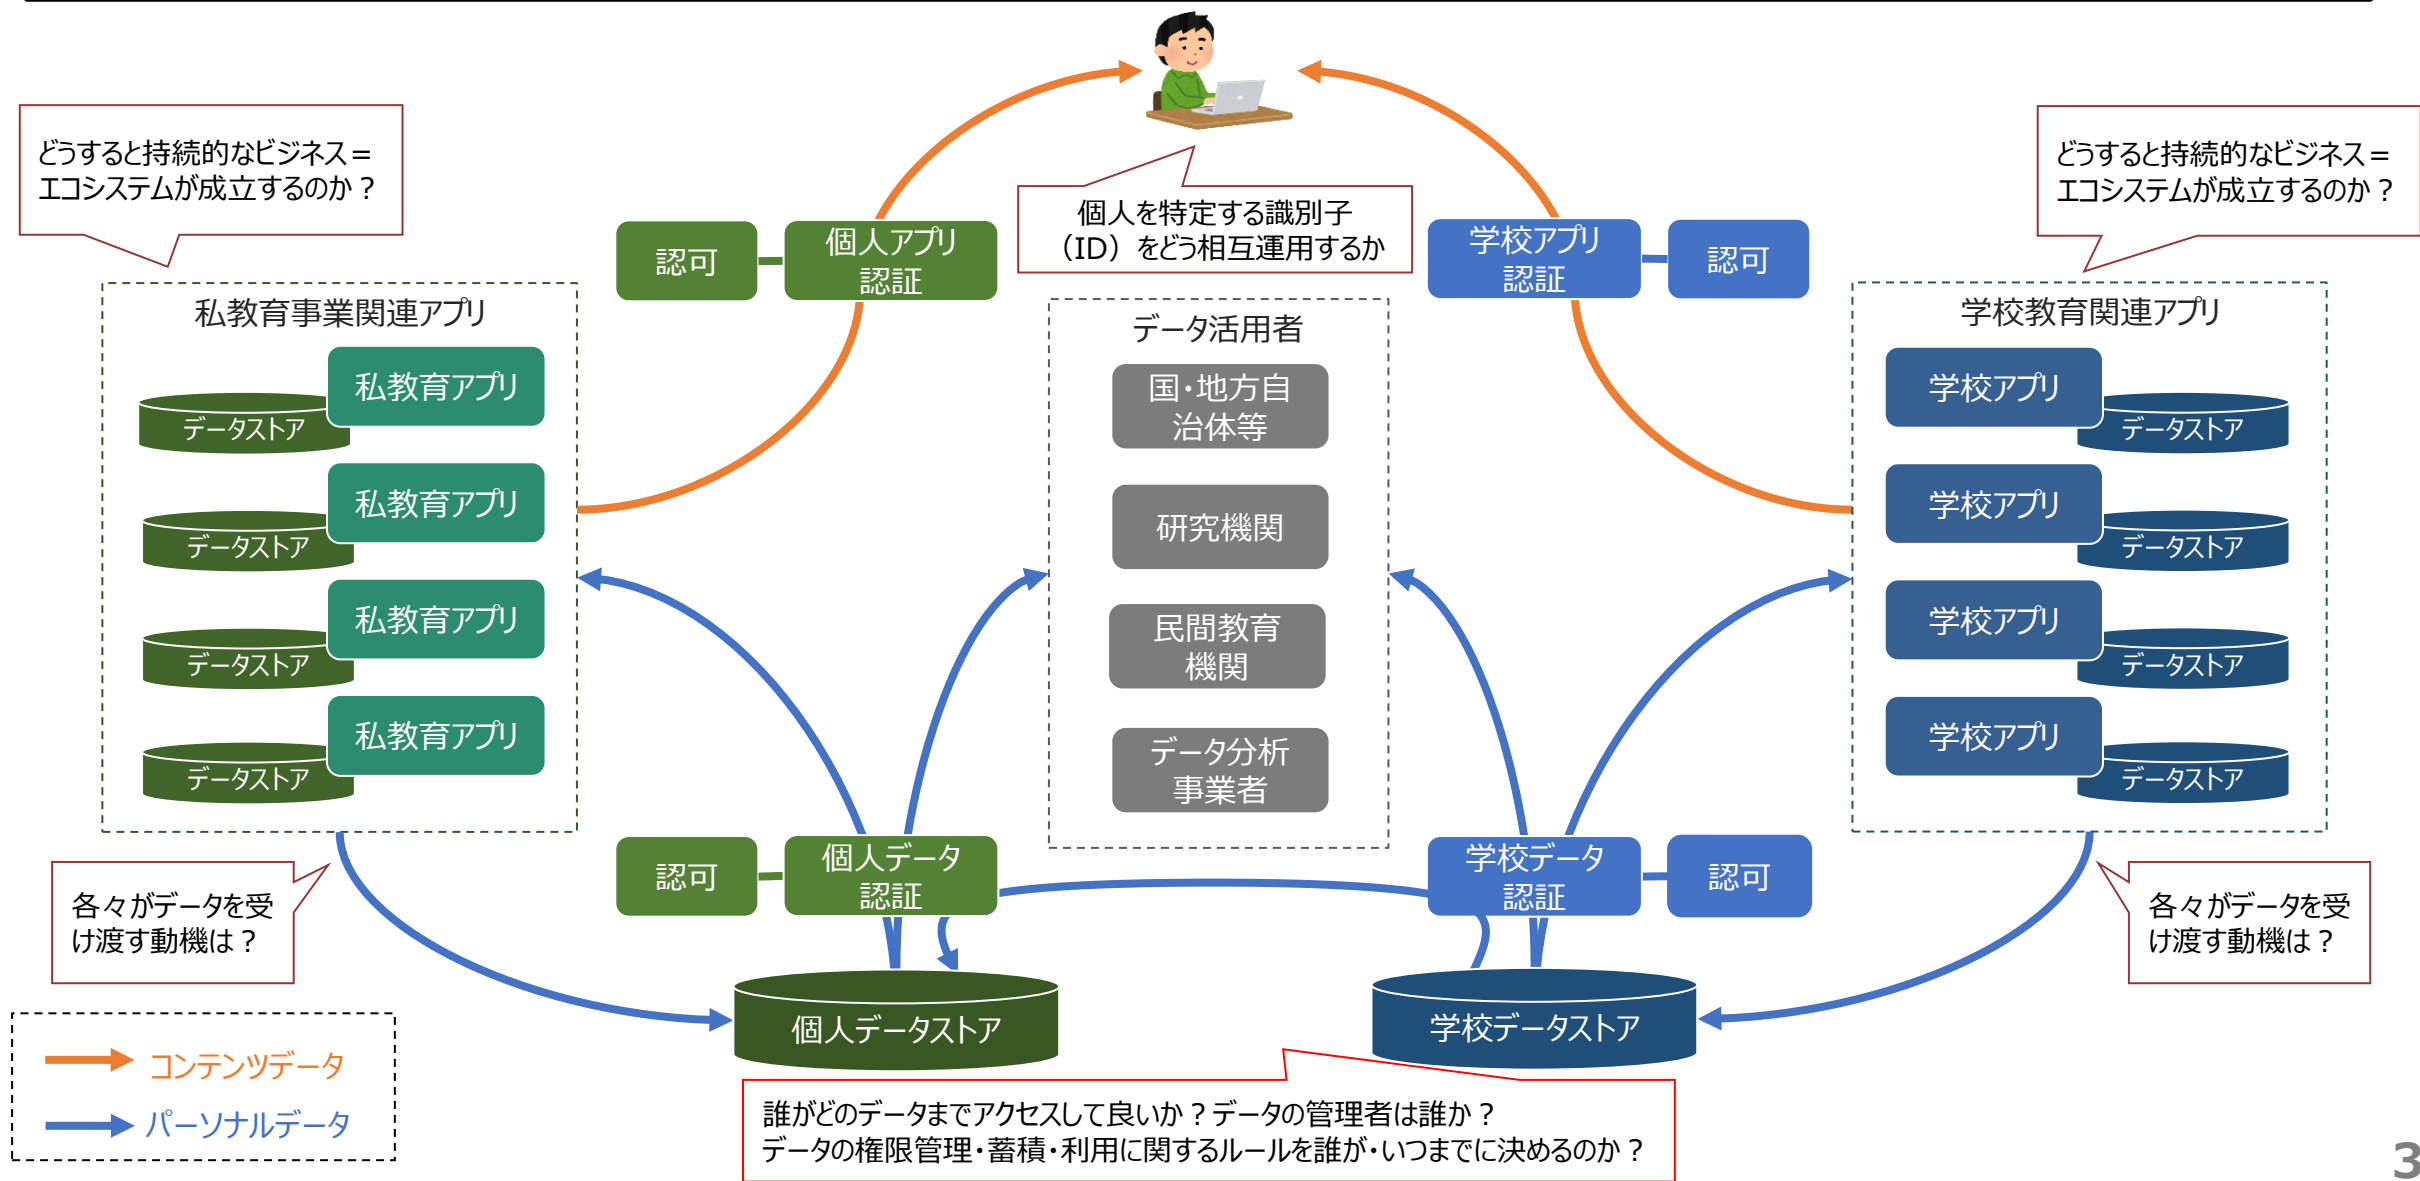 どうすると持続的なビジネス=
エコシステムが成立するのか?
個人を特定する識別子
(ID)をどう相互運用するか
どうすると持続的なビジネス=
エコシステムが成立するのか?
認可
個人アプリ
認証
学校アプリ
認証
認可
私教育事業関連アプリ
私教育アプリ
データストア
私教育アプリ
データストア
私教育アプリ
データストア
私教育アプリ
データストア
データ活用者
国・地方自
治体等
研究機関
民間教育
機関
データ分析
事業者
学校教育関連アプリ
学校アプリ
データストア
学校アプリ
データストア
学校アプリ
データストア
学校アプリ
データストア
認可
個人データ
認証
学校データ
認証
認可
各々がデータを受
け渡す動機は?
各々がデータを受
け渡す動機は?
個人データストア
学校データストア
コンテンツデータ
パーソナルデータ
誰がどのデータまでアクセスして良いか?データの管理者は誰か?
データの権限管理・蓄積・利用に関するルールを誰が・いつまでに決めるのか?
3